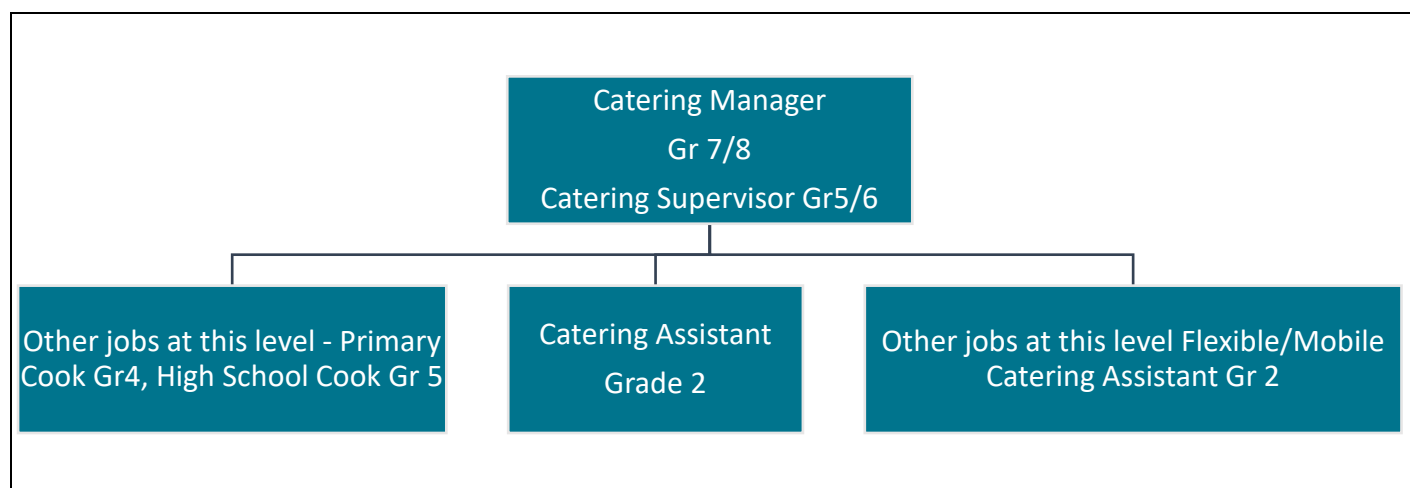 Catering Manager
Gr 7/8
Catering Supervisor Gr5/6
Other jobs at this level - Primary
Cook Gr4, High School Cook Gr 5
Catering Assistant
Grade 2
Other jobs at this level Flexible/Mobile
Catering Assistant Gr 2